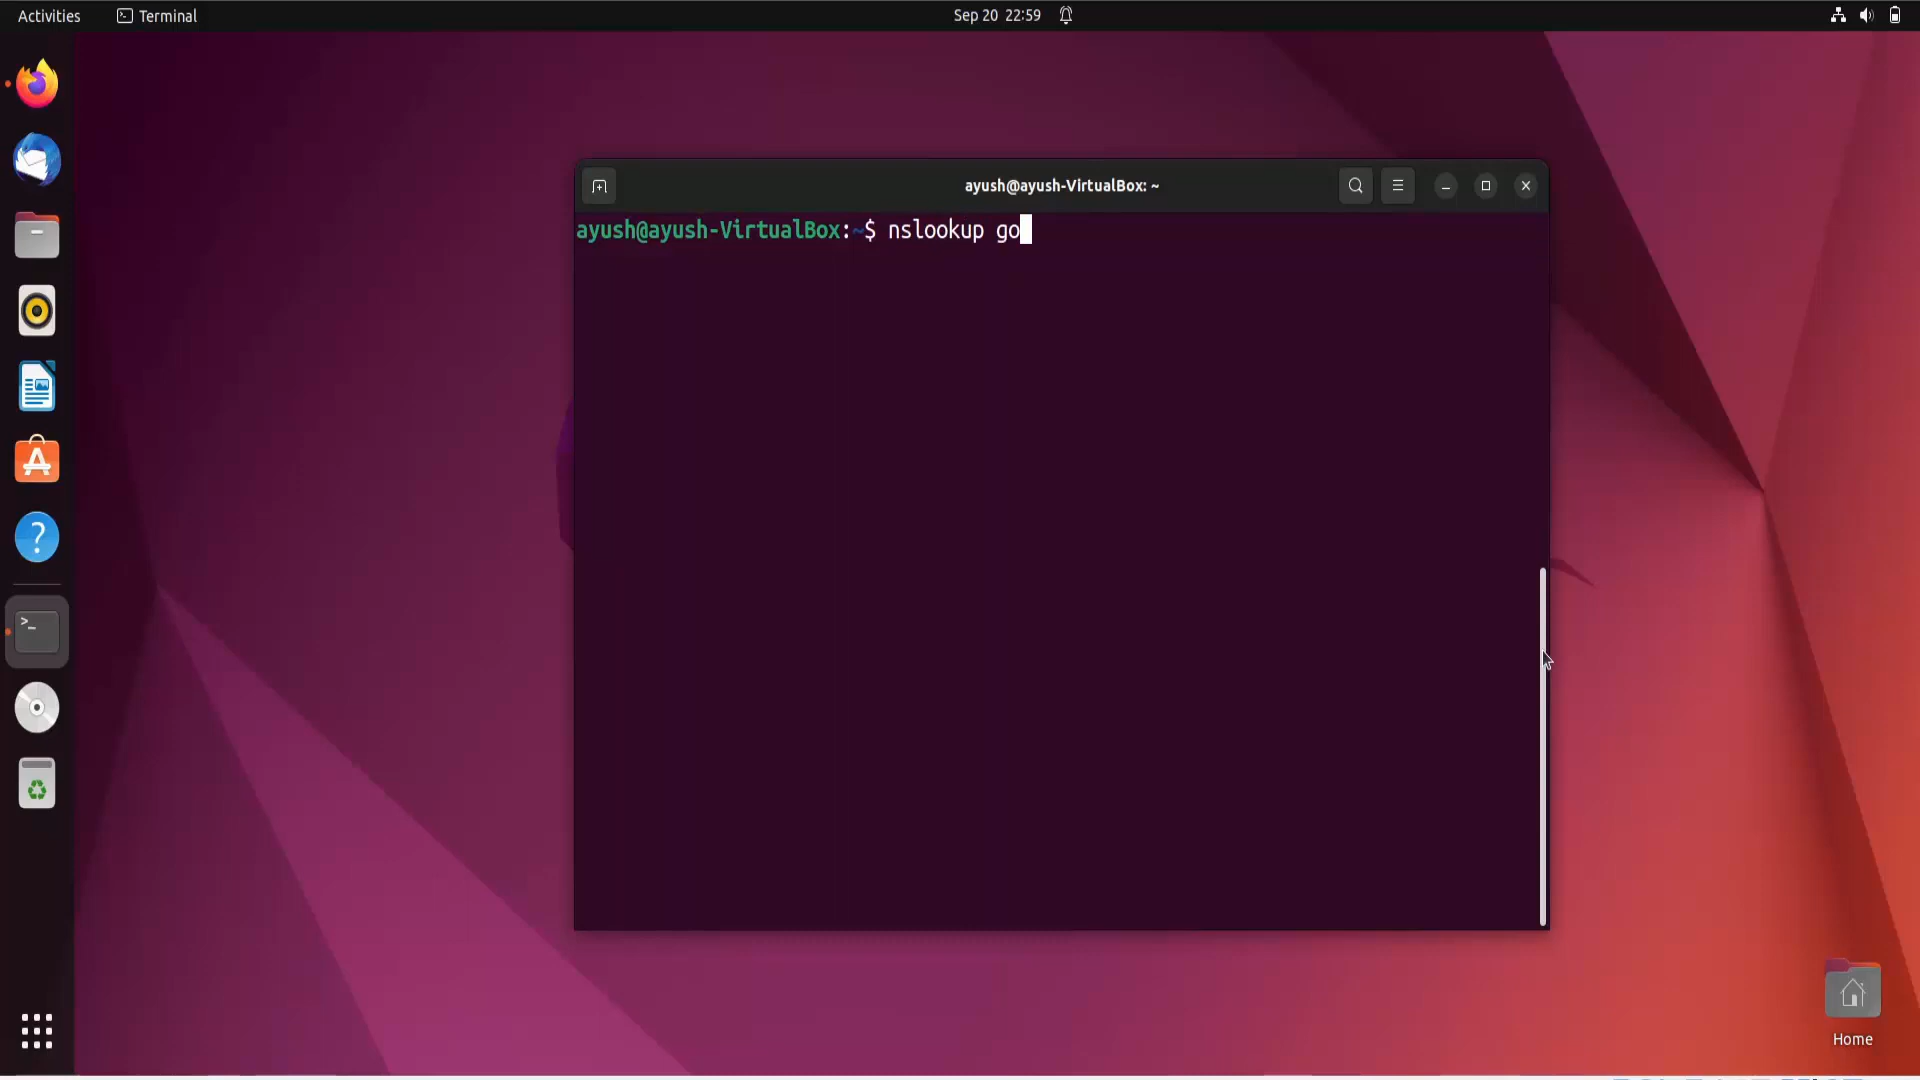 Activities
Terminal
Sep 20 22:59
ayush@ayush-VirtualBox: ~
ayush@ayush-VirtualBox:~$ nslookup go
Home